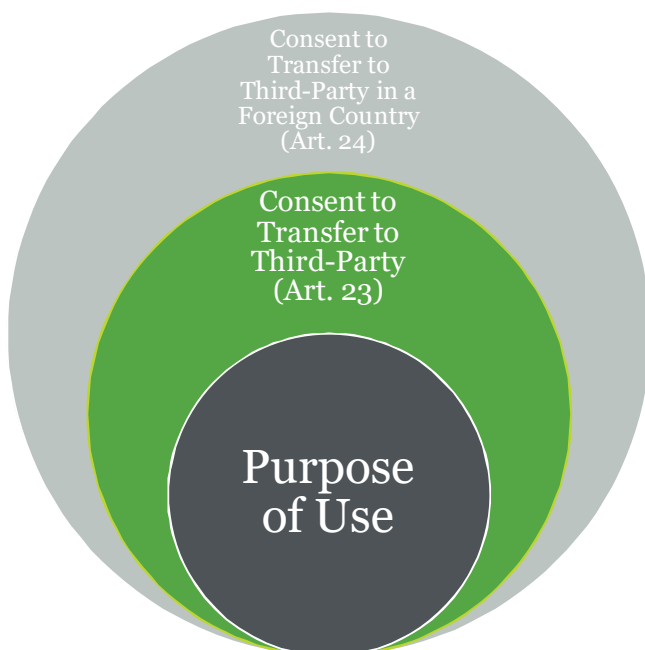 Consent to
Transfer to
Third-Party in a
Foreign Country
(Art. 24)
Consent to
Transfer to
Third-Party
(Art. 23)
Purpose
of Use